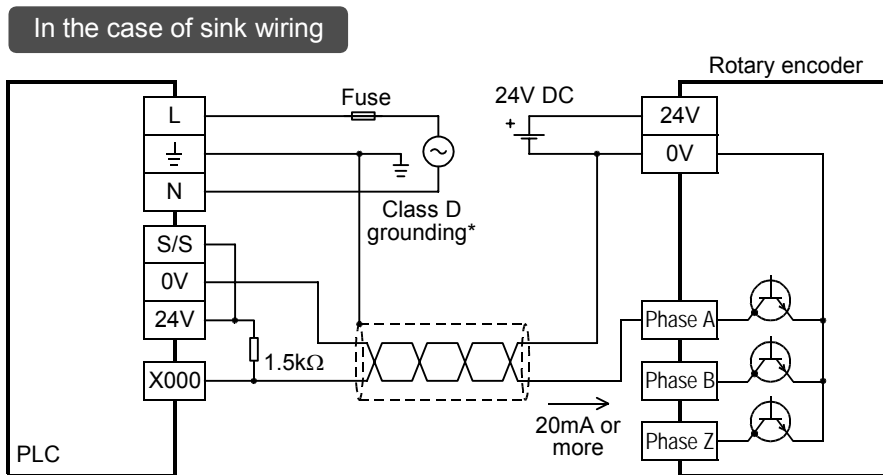 In the case of sink wiring
Rotary encoder
Fuse
24V DC
+
L
N
24V
0V
Class D
grounding*
S/S
0V
24V
1.5kΩ
X000
Phase A
Phase B
Phase Z
20mA or
more
PLC